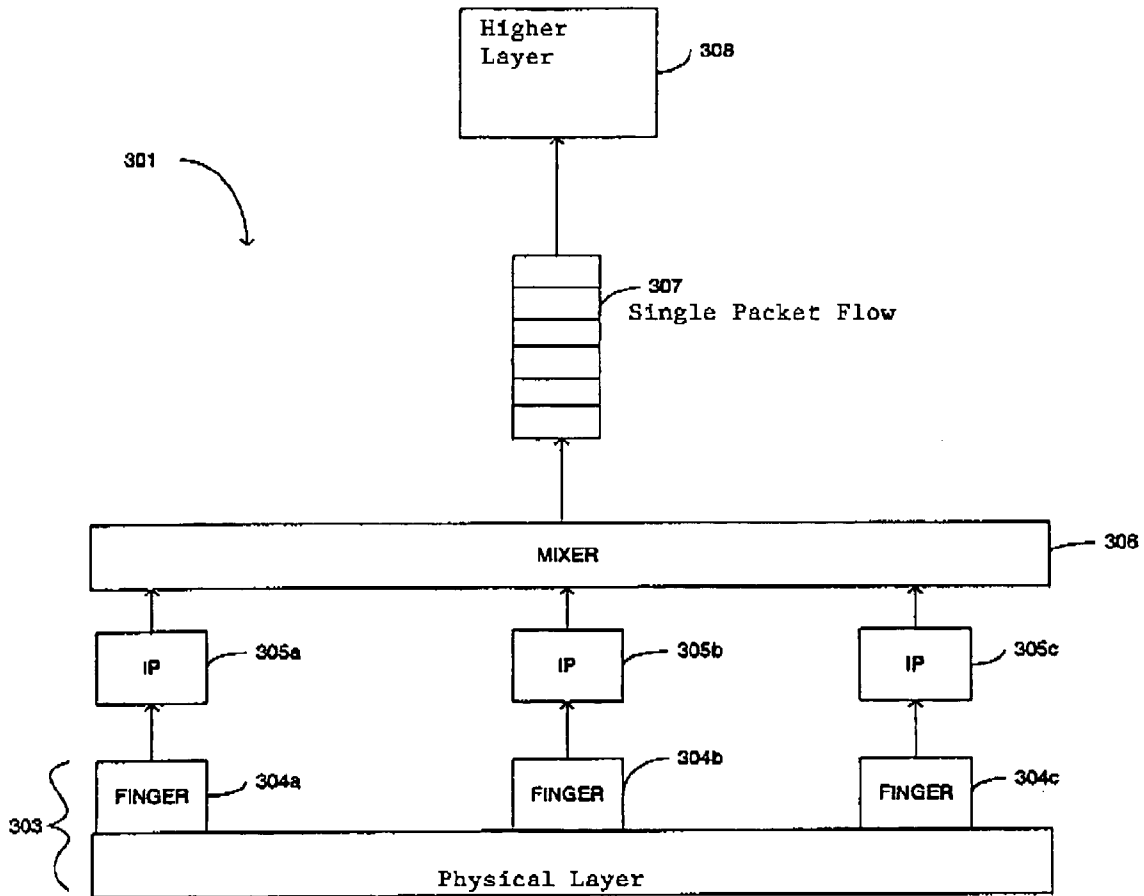 Higher
Layer
308
301
307
Single Packet Flow
MIXER
306
IP
305a
IP
305b
IP
305c
303
FINGER
304a
FINGER
304b
FINGER
304c
Physical Layer